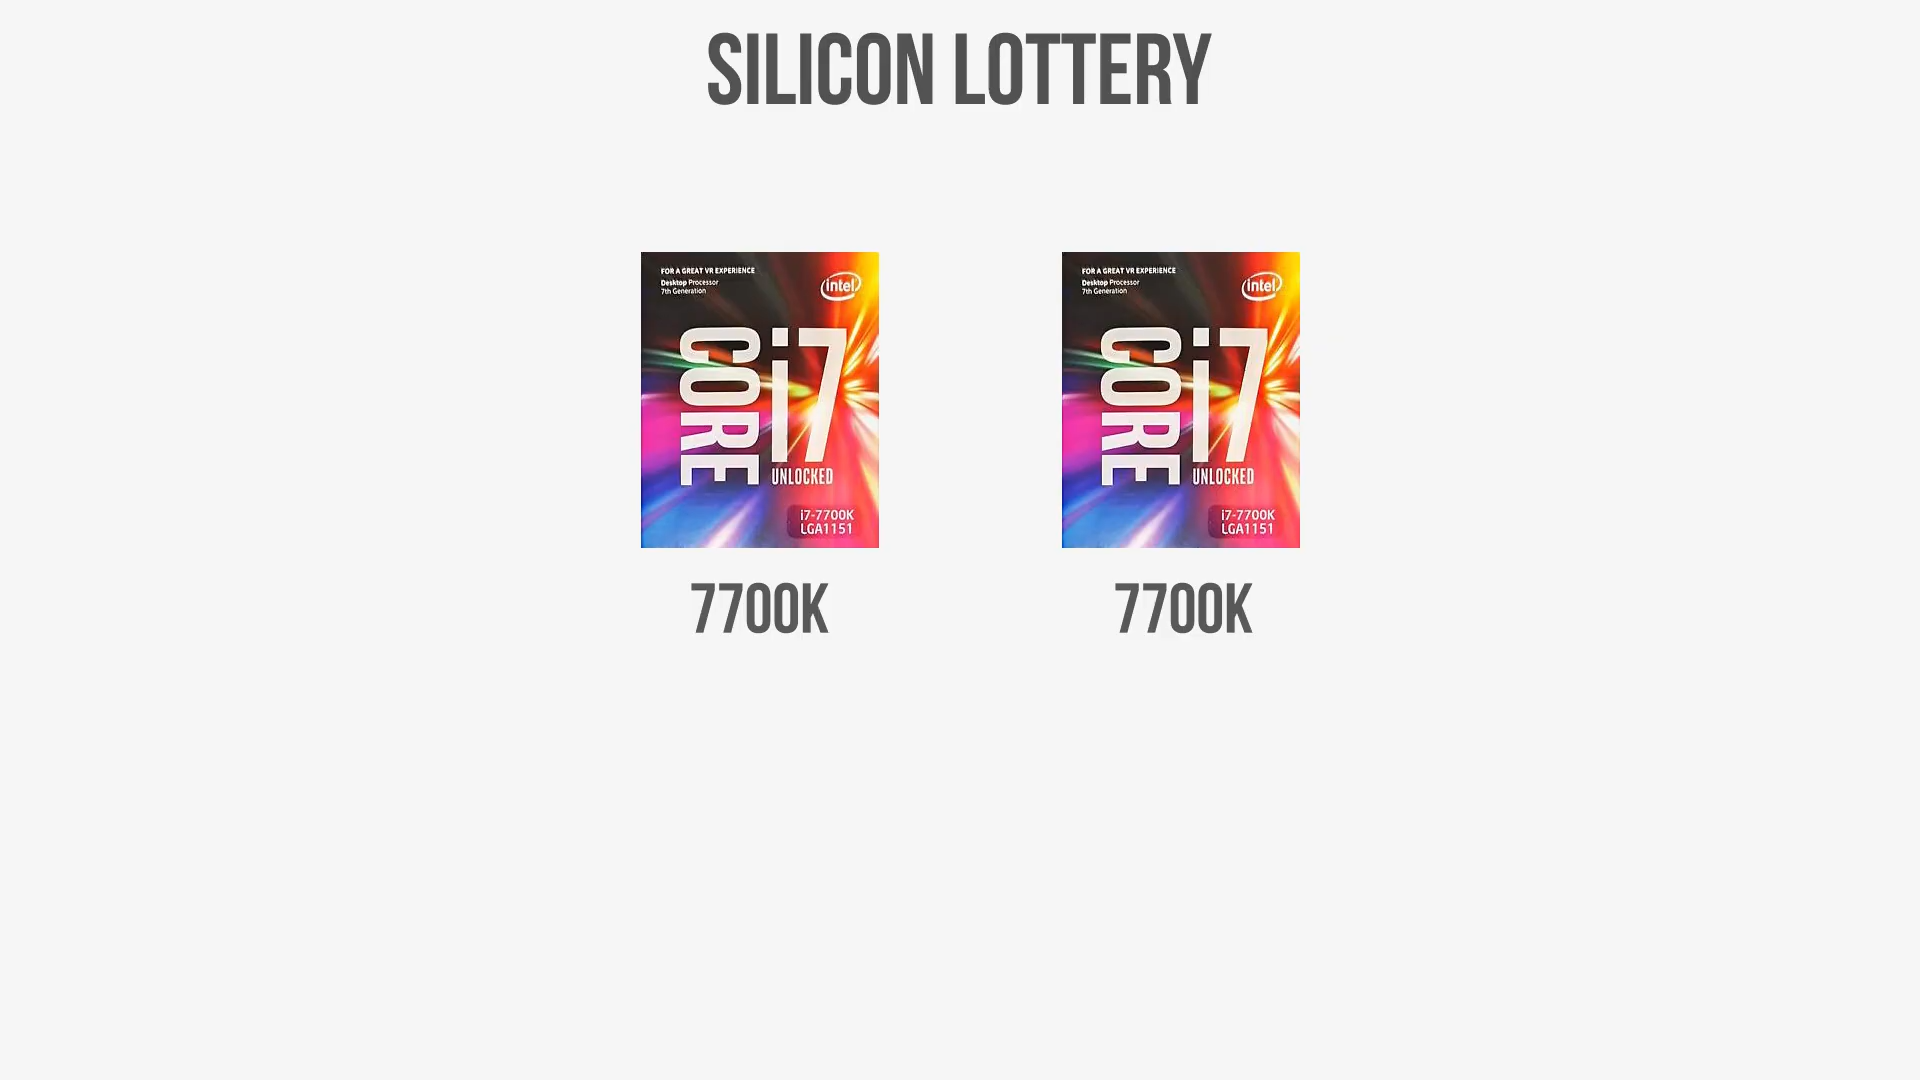 SILICON LOTTERY
FOR A GREAT VR EXPERIENCE
Desktop Processor
7th Generation
intel
CORE i7
UNLOCKED
i7-7700K
LGA1151
7700K
FOR A GREAT VR EXPERIENCE
Desktop Processor
7th Generation
intel
CORE i7
UNLOCKED
i7-7700K
LGA1151
7700K